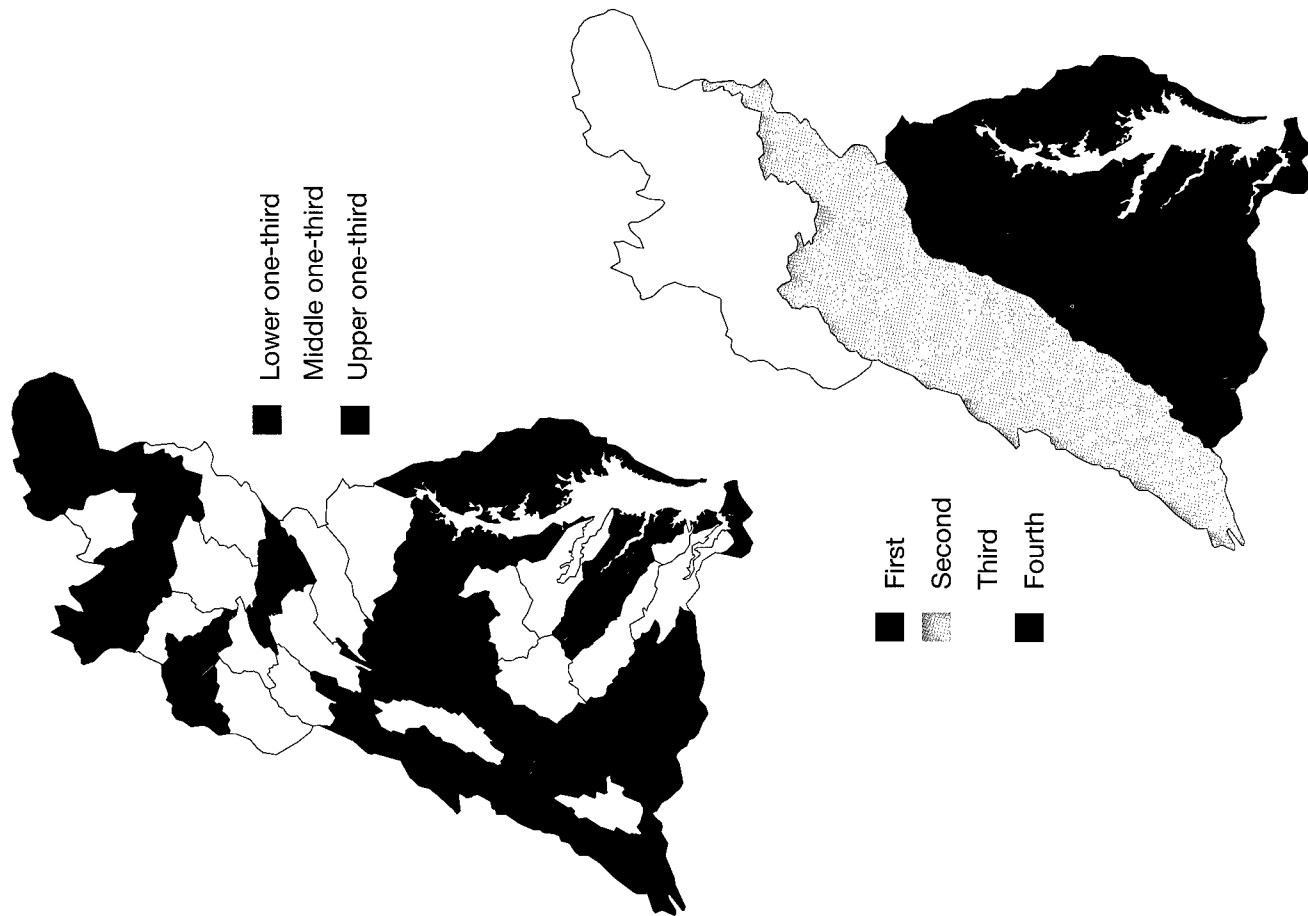 Lower one-third
Middle one-third
Upper one-third
First
Second
Third
Fourth